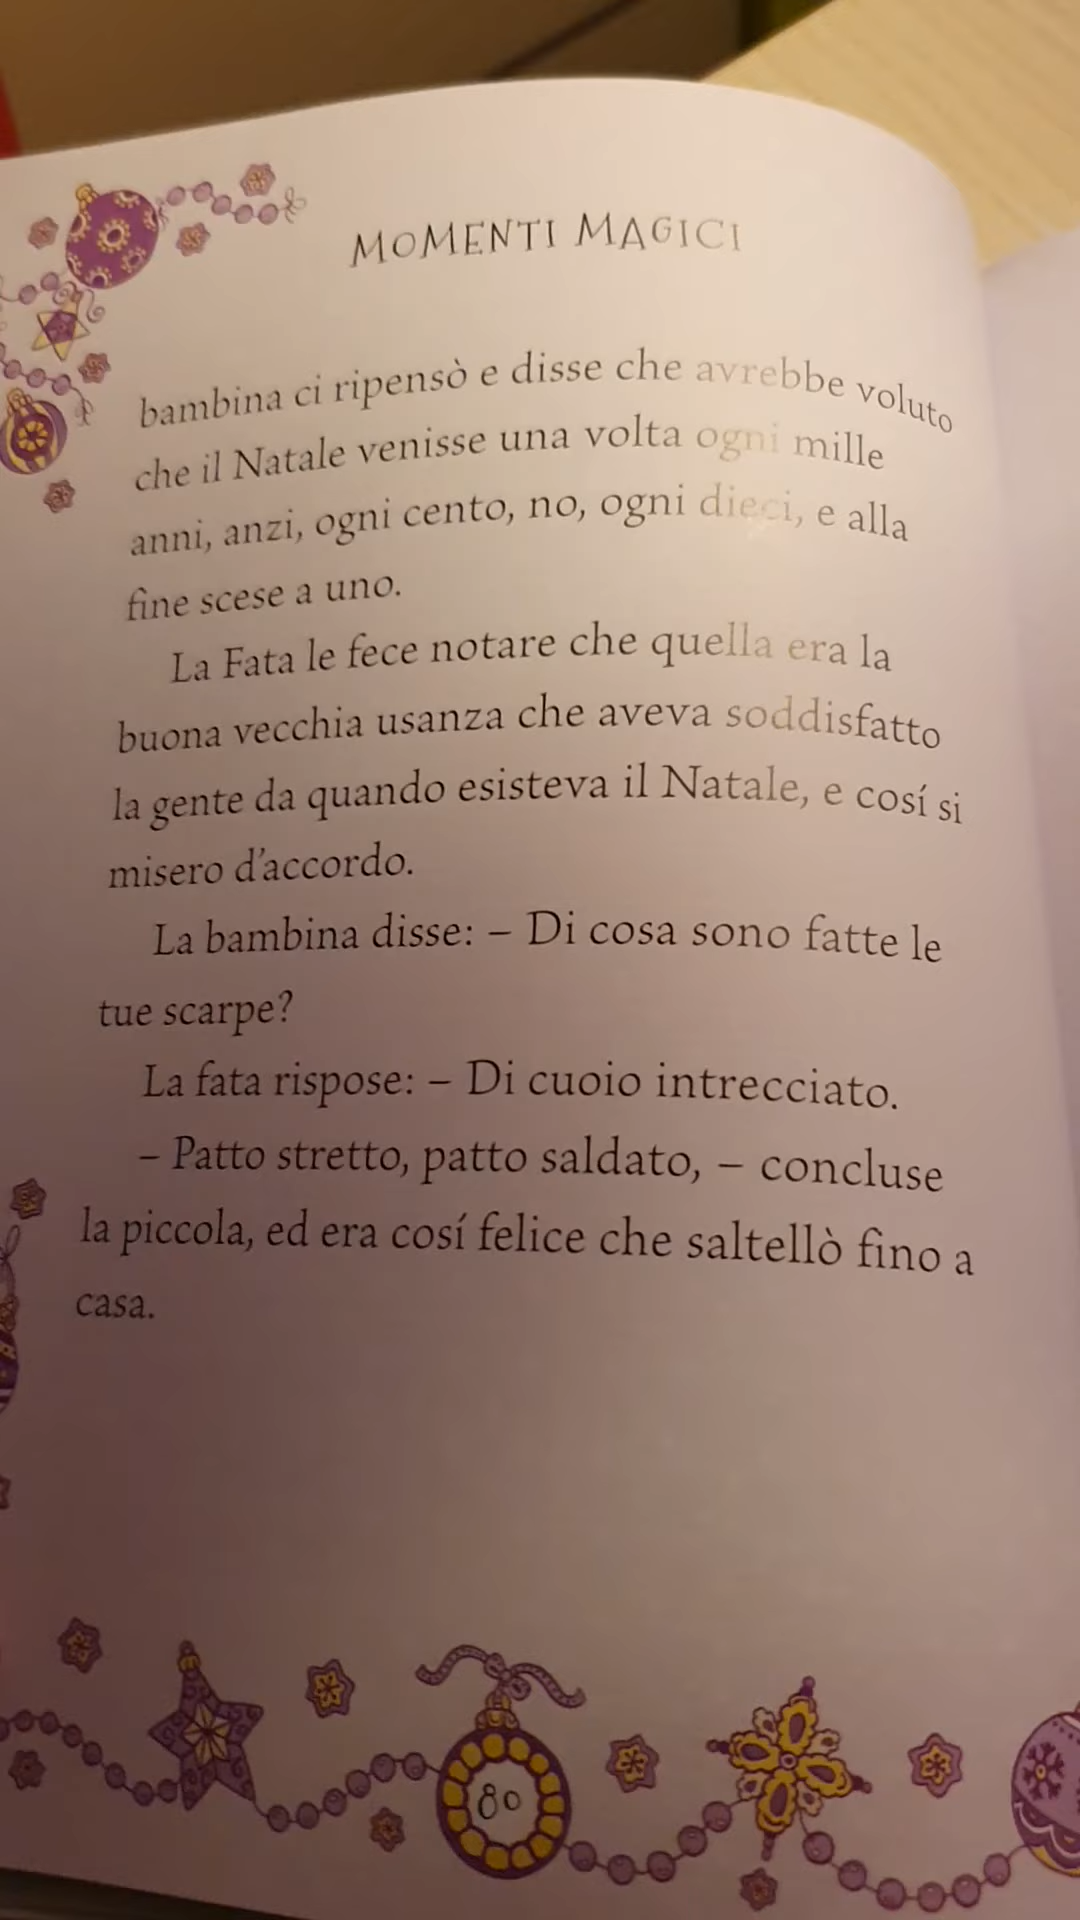 MOMENTI MAGICI
bambina ci ripensò e disse che avrebbe voluto
che il Natale venisse una volta ogni mille
anni, anzi, ogni cento, no, ogni dieci, e alla
fine scese a uno.
La Fata le fece notare che quella era la
buona vecchia usanza che aveva soddisfatto
la gente da quando esisteva il Natale, e cosí si
misero d'accordo.
La bambina disse: – Di cosa sono fatte le
tue scarpe?
La fata rispose: – Di cuoio intrecciato.
– Patto stretto, patto saldato, – concluse
la piccola, ed era cosí felice che saltellò fino a
casa.
80